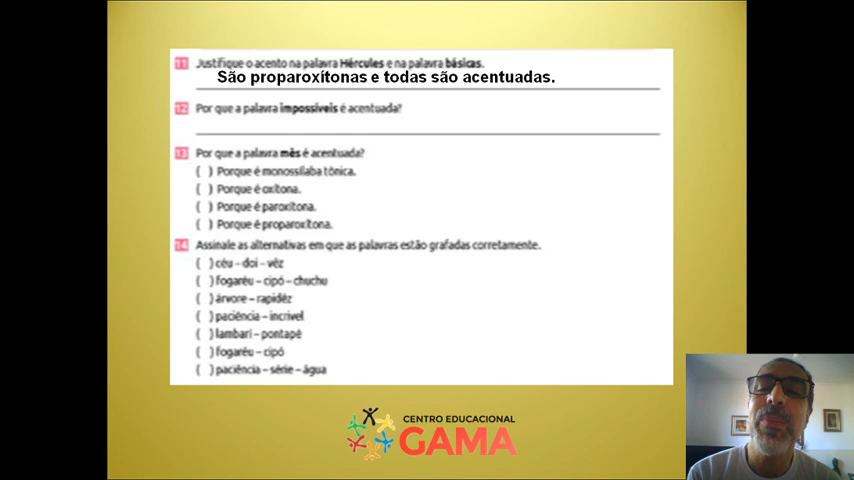 11 Justifique o acento na palavra Hércules e na palavra básicas.
São proparoxítonas e todas são acentuadas.
12 Por que a palavra impossíveis é acentuada?
13 Por que a palavra mês é acentuada?
( ) Porque é monossílaba tônica.
( ) Porque é oxítona.
( ) Porque é paroxítona.
( ) Porque é proparoxítona.
14 Assinale as alternativas em que as palavras estão grafadas corretamente.
( ) céu – doi – vêz
( ) fogaréu – cipó – chuchu
( ) árvore – rapidêz
( ) paciência – incrivel
( ) lambari – pontapé
( ) fogaréu – cipó
( ) paciência – série – água
CENTRO EDUCACIONAL
GAMA